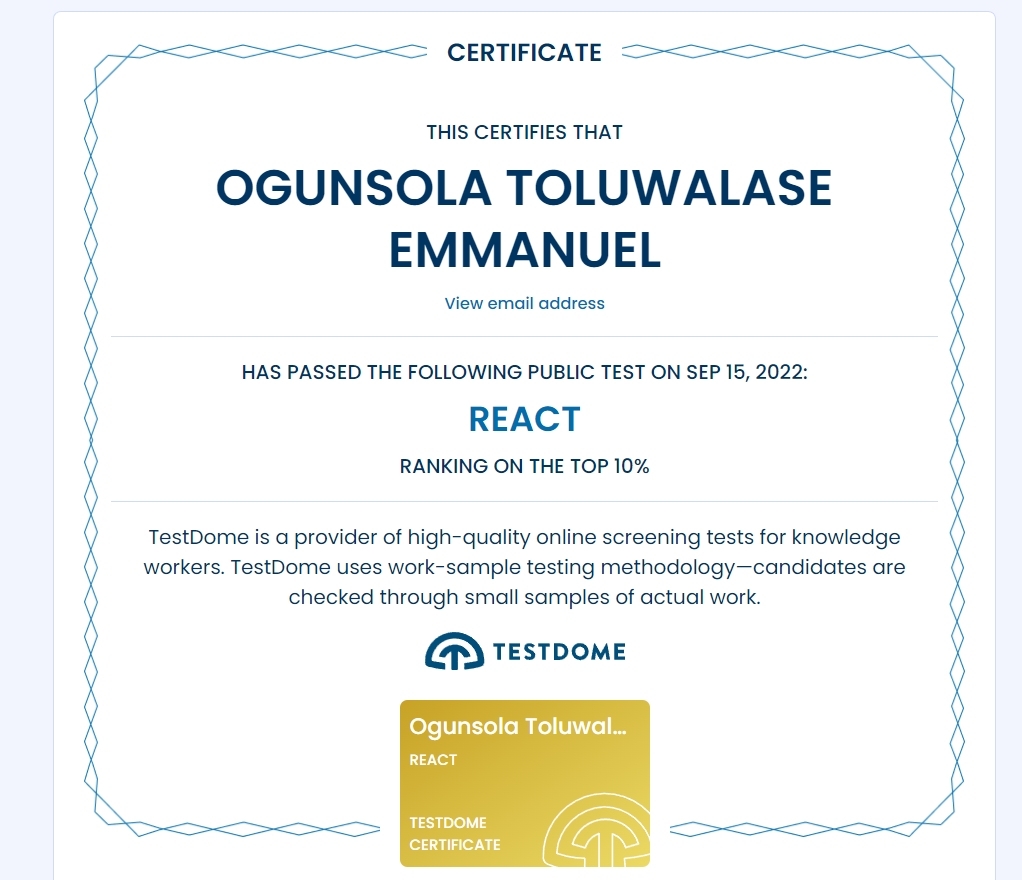 CERTIFICATE
THIS CERTIFIES THAT
OGUNSOLA TOLUWALASE
EMMANUEL
View email address
HAS PASSED THE FOLLOWING PUBLIC TEST ON SEP 15, 2022:
REACT
RANKING ON THE TOP 10%
TestDome is a provider of high-quality online screening tests for knowledge
workers. TestDome uses work-sample testing methodology—candidates are
checked through small samples of actual work.
TESTDOME
Ogunsola Toluwal...
REACT
TESTDOME
CERTIFICATE